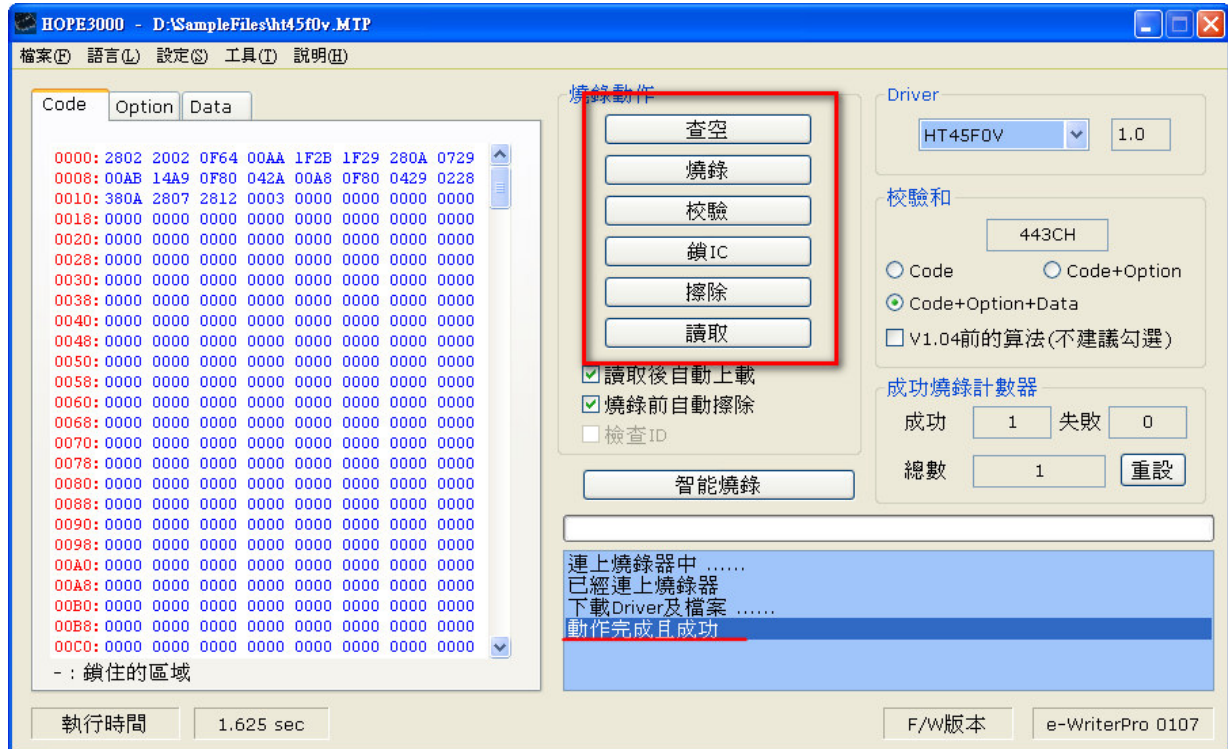 HOPE3000 - D:\SampleFiles\ht45f0v.MTP
檔案(F) 語言(L) 設定(S) 工具(T) 說明(H)
Code Option Data
0000: 2802 2002 0F64 00AA 1F2B 1F29 280A 0729
0008: 00AB 14A9 0F80 042A 00A8 0F80 0429 0228
0010: 380A 2807 2812 0003 0000 0000 0000 0000
0018: 0000 0000 0000 0000 0000 0000 0000 0000
0020: 0000 0000 0000 0000 0000 0000 0000 0000
0028: 0000 0000 0000 0000 0000 0000 0000 0000
0030: 0000 0000 0000 0000 0000 0000 0000 0000
0038: 0000 0000 0000 0000 0000 0000 0000 0000
0040: 0000 0000 0000 0000 0000 0000 0000 0000
0048: 0000 0000 0000 0000 0000 0000 0000 0000
0050: 0000 0000 0000 0000 0000 0000 0000 0000
0058: 0000 0000 0000 0000 0000 0000 0000 0000
0060: 0000 0000 0000 0000 0000 0000 0000 0000
0068: 0000 0000 0000 0000 0000 0000 0000 0000
0070: 0000 0000 0000 0000 0000 0000 0000 0000
0078: 0000 0000 0000 0000 0000 0000 0000 0000
0080: 0000 0000 0000 0000 0000 0000 0000 0000
0088: 0000 0000 0000 0000 0000 0000 0000 0000
0090: 0000 0000 0000 0000 0000 0000 0000 0000
0098: 0000 0000 0000 0000 0000 0000 0000 0000
00A0: 0000 0000 0000 0000 0000 0000 0000 0000
00A8: 0000 0000 0000 0000 0000 0000 0000 0000
00B0: 0000 0000 0000 0000 0000 0000 0000 0000
00B8: 0000 0000 0000 0000 0000 0000 0000 0000
00C0: 0000 0000 0000 0000 0000 0000 0000 0000
- : 鎖住的區域
燒錄動作
查空
燒錄
校驗
鎖IC
擦除
讀取
讀取後自動上載
燒錄前自動擦除
檢查ID
智能燒錄
Driver
HT45F0V 1.0
校驗和
443CH
Code Code+Option
Code+Option+Data
V1.04前的算法(不建議勾選)
成功燒錄計數器
成功 1 失敗 0
總數 1 重設
連上燒錄器中 ......
已經連上燒錄器
下載Driver及檔案 ......
動作完成且成功
執行時間 1.625 sec F/W版本 e-WriterPro 0107